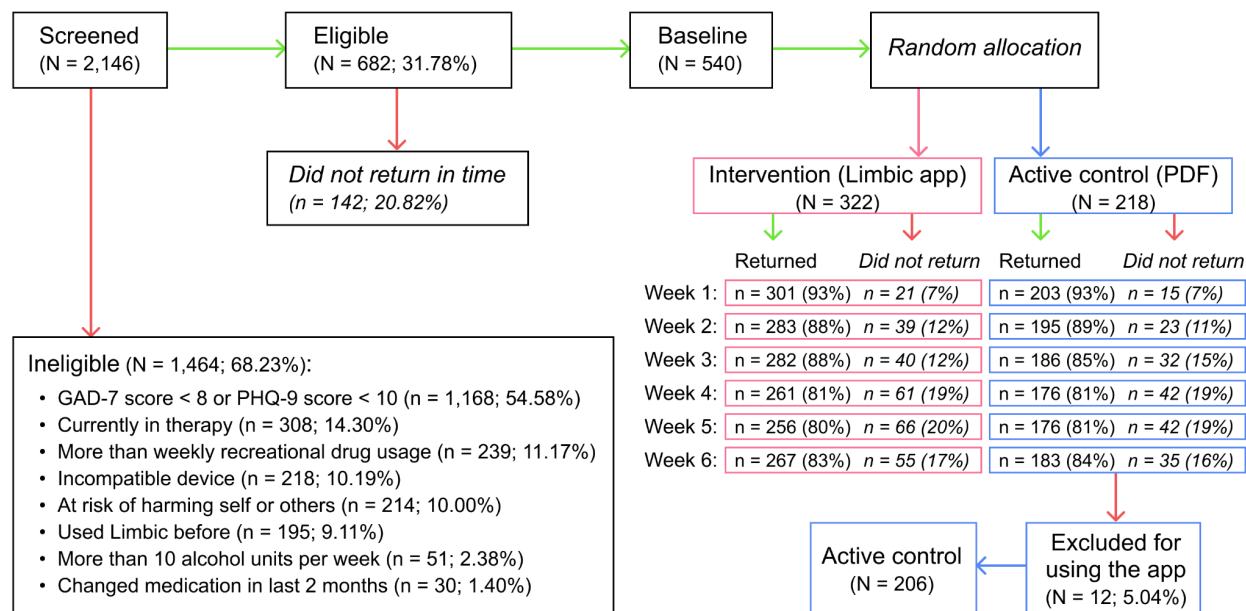 Screened
(N = 2,146)
Eligible
(N = 682; 31.78%)
Baseline
(N = 540)
Random allocation
Did not return in time
(n = 142; 20.82%)
Intervention (Limbic app)
(N = 322)
Active control (PDF)
(N = 218)
Returned Did not return Returned Did not return
Week 1: n = 301 (93%) n = 21 (7%) n = 203 (93%) n = 15 (7%)
Week 2: n = 283 (88%) n = 39 (12%) n = 195 (89%) n = 23 (11%)
Week 3: n = 282 (88%) n = 40 (12%) n = 186 (85%) n = 32 (15%)
Week 4: n = 261 (81%) n = 61 (19%) n = 176 (81%) n = 42 (19%)
Week 5: n = 256 (80%) n = 66 (20%) n = 176 (81%) n = 42 (19%)
Week 6: n = 267 (83%) n = 55 (17%) n = 183 (84%) n = 35 (16%)
Ineligible (N = 1,464; 68.23%):
• GAD-7 score < 8 or PHQ-9 score < 10 (n = 1,168; 54.58%)
• Currently in therapy (n = 308; 14.30%)
• More than weekly recreational drug usage (n = 239; 11.17%)
• Incompatible device (n = 218; 10.19%)
• At risk of harming self or others (n = 214; 10.00%)
• Used Limbic before (n = 195; 9.11%)
• More than 10 alcohol units per week (n = 51; 2.38%)
• Changed medication in last 2 months (n = 30; 1.40%)
Active control
(N = 206)
Excluded for
using the app
(N = 12; 5.04%)